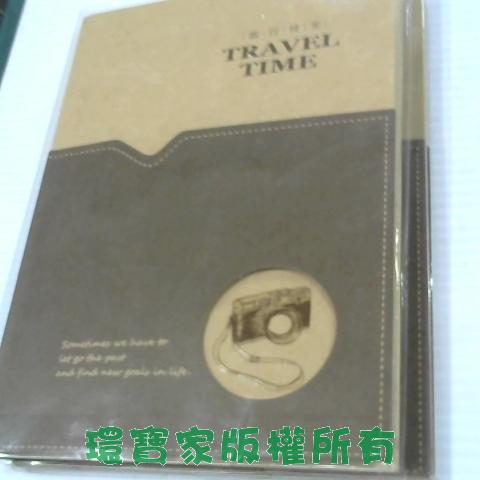 TRAVEL
TIME
Sometimes we have to
let go the past
and find new goals in life.
環寶家版權所有